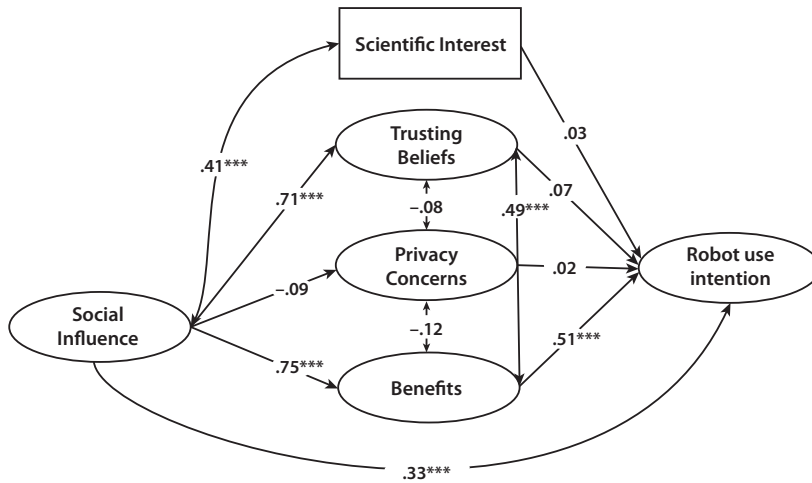 Scientific Interest
.03
Trusting
Beliefs
.41***
.71***
.07
–.08
.49***
Privacy
Concerns
.02
Robot use
intention
–.09
Social
Influence
–.12
.51***
.75***
Benefits
.33***